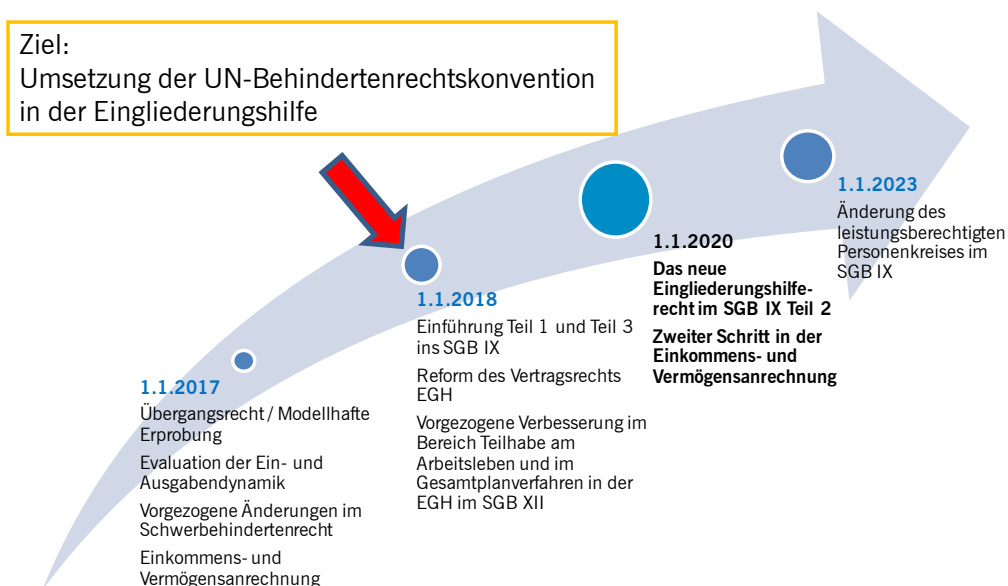 Ziel:
Umsetzung der UN-Behindertenrechtskonvention
in der Eingliederungshilfe
1.1.2017
Übergangsrecht / Modellhafte
Erprobung
Evaluation der Ein- und
Ausgabendynamik
Vorgezogene Änderungen im
Schwerbehindertenrecht
Einkommens- und
Vermögensanrechnung
1.1.2018
Einführung Teil 1 und Teil 3
ins SGB IX
Reform des Vertragsrechts
EGH
Vorgezogene Verbesserung im
Bereich Teilhabe am
Arbeitsleben und im
Gesamtplanverfahren in der
EGH im SGB XII
1.1.2020
Das neue
Eingliederungshilfe-
recht im SGB IX Teil 2
Zweiter Schritt in der
Einkommens- und
Vermögensanrechnung
1.1.2023
Änderung des
leistungsberechtigten
Personenkreises im
SGB IX